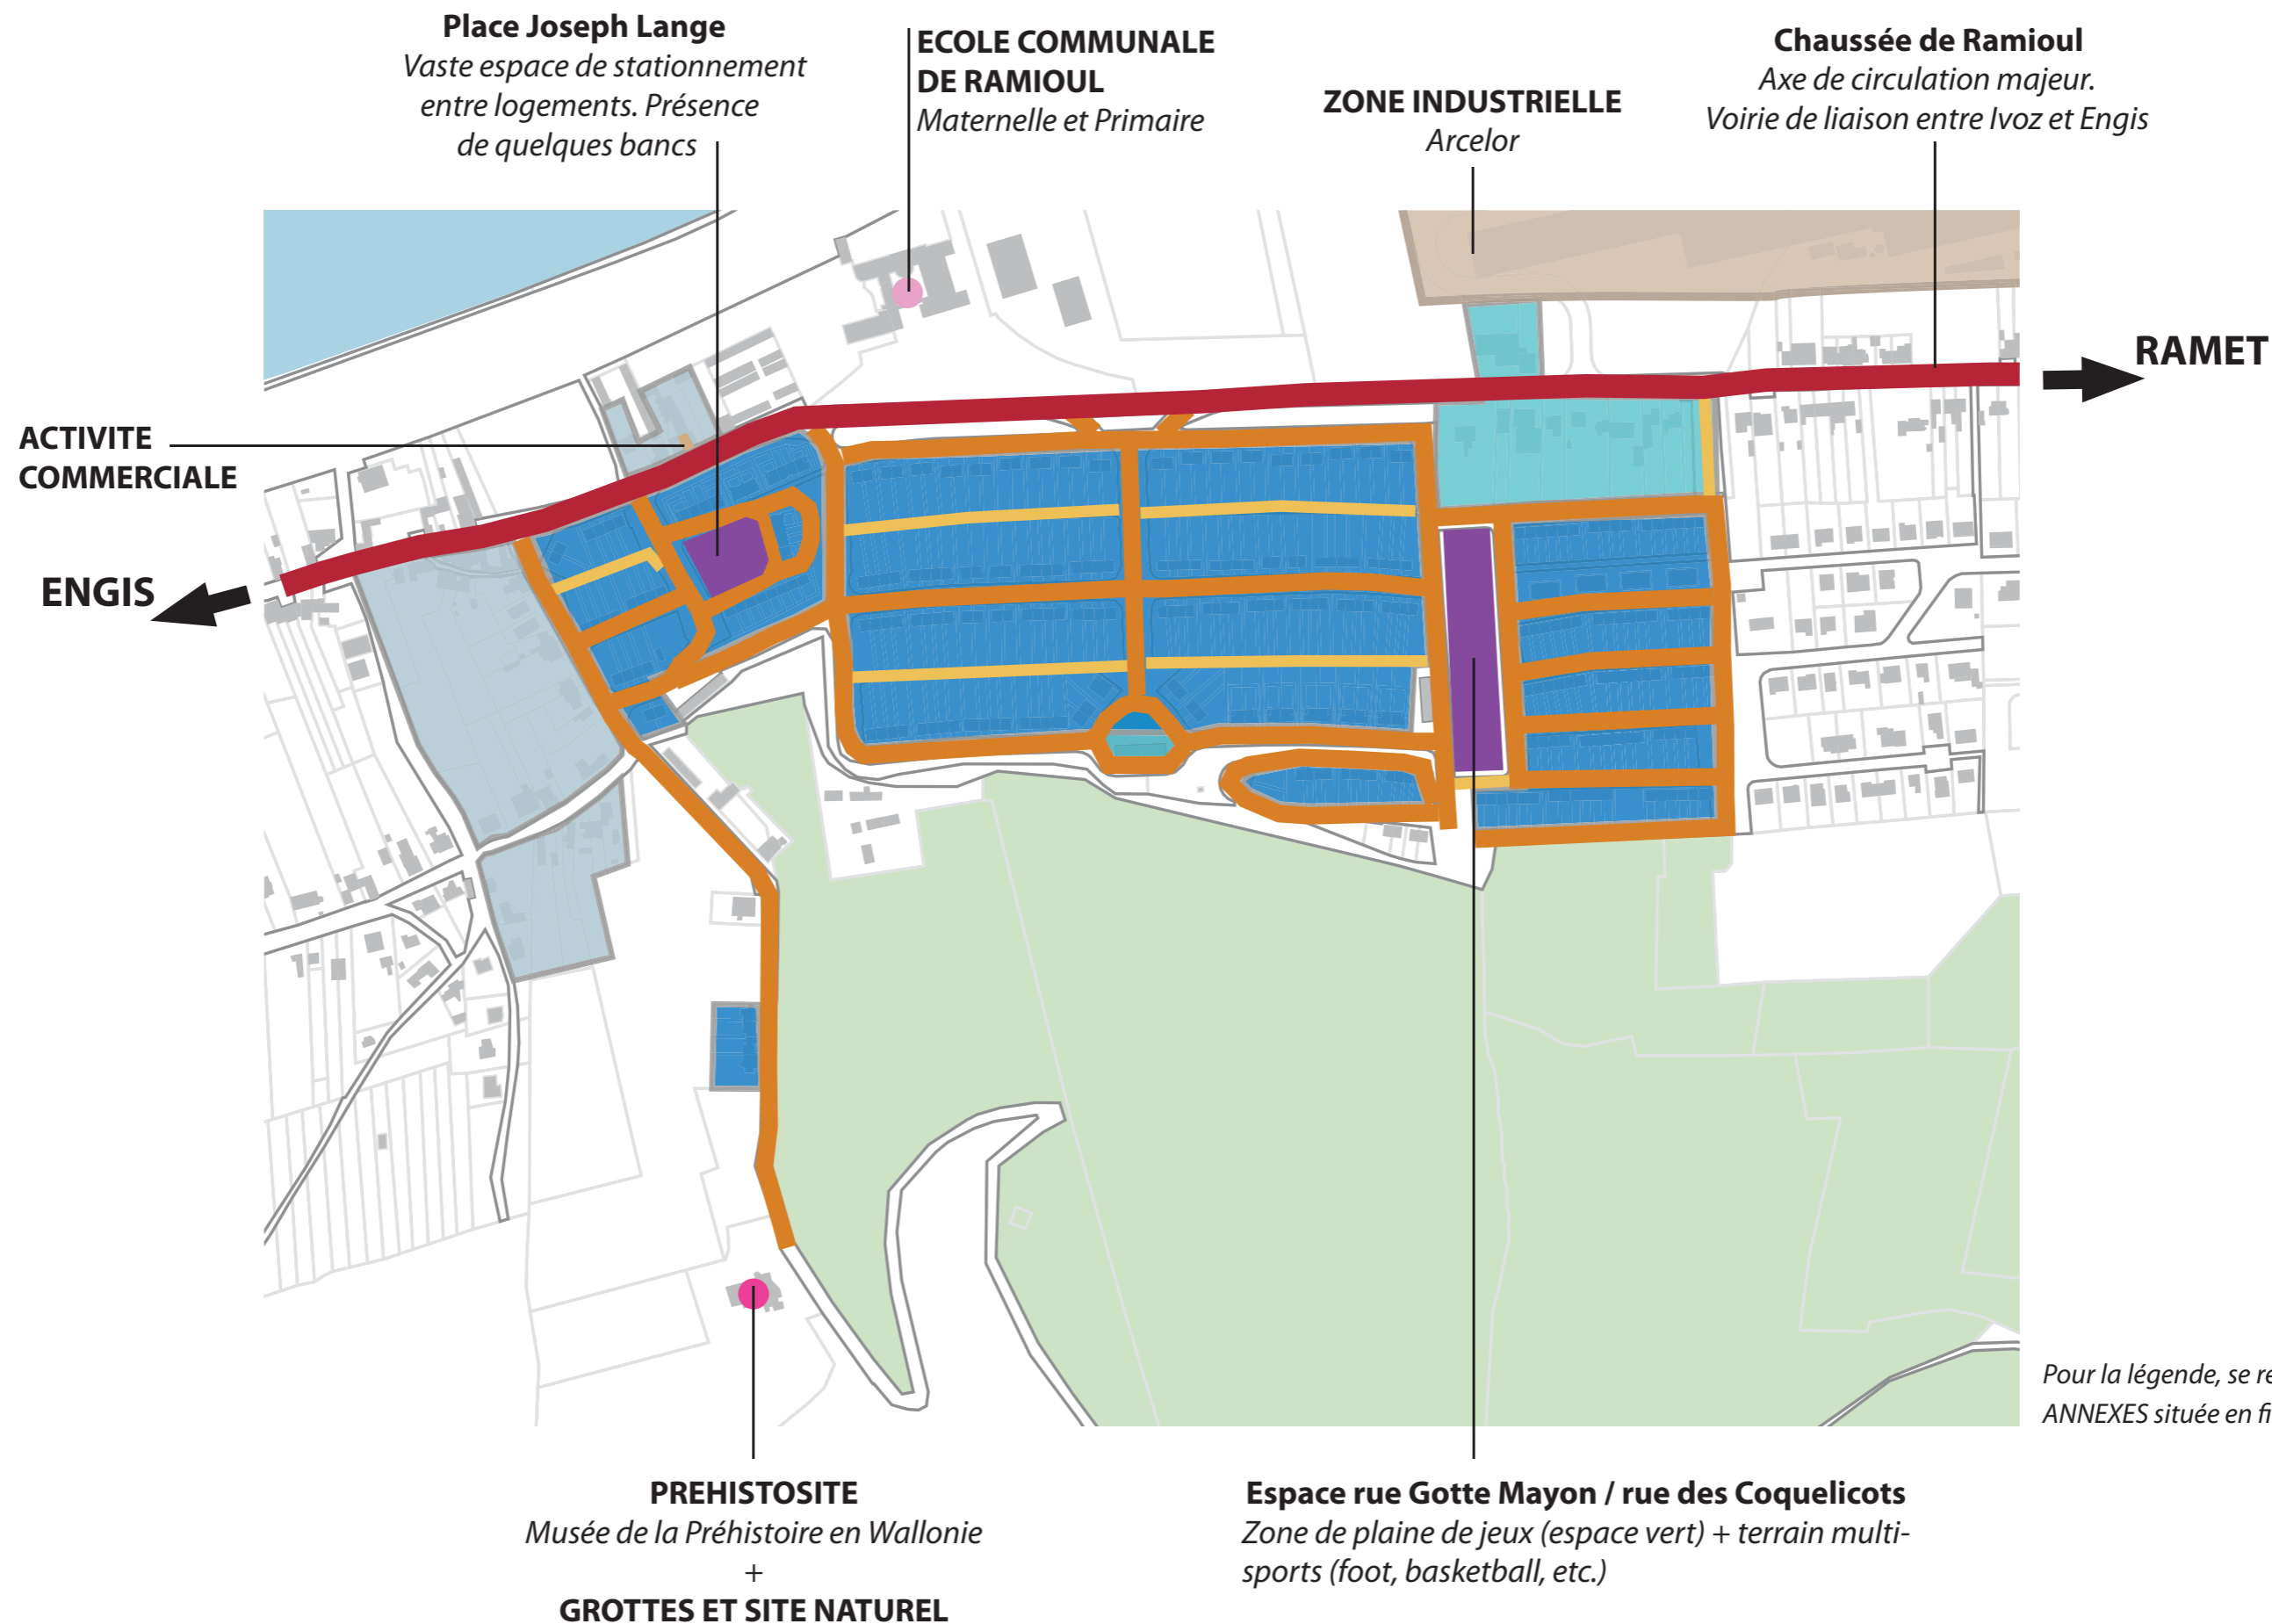 Place Joseph Lange
Vaste espace de stationnement
entre logements. Présence
de quelques bancs
ECOLE COMMUNALE
DE RAMIOUL
Maternelle et Primaire
ZONE INDUSTRIELLE
Arcelor
Chaussée de Ramioul
Axe de circulation majeur.
Voirie de liaison entre Ivoz et Engis
RAMET
ACTIVITE
COMMERCIALE
ENGIS
Pour la légende, se
ANNEXES située en
PREHISTOSITE
Musée de la Préhistoire en Wallonie
+
GROTTES ET SITE NATUREL
Espace rue Gotte Mayon / rue des Coquelicots
Zone de plaine de jeux (espace vert) + terrain multi-
sports (foot, basketball, etc.)